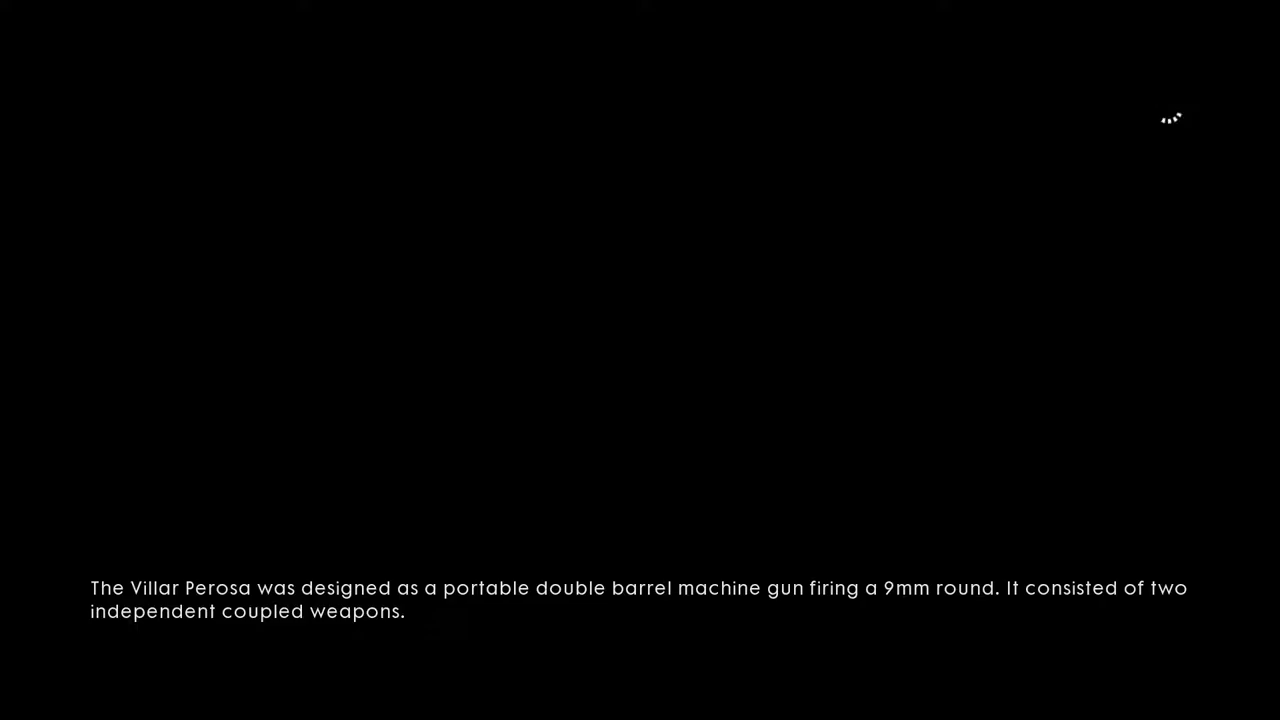 The Villar Perosa was designed as a portable double barrel machine gun firing a 9mm round. It consisted of two
independent coupled weapons.